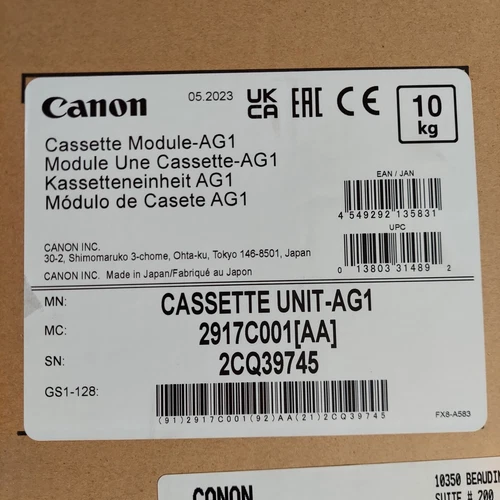 Canon 05.2023 UK CA EAC CE 10 kg
Cassette Module-AG1
Module Une Cassette-AG1
Kassetteneinheit AG1
Módulo de Casete AG1
EAN / JAN
4 549292 135831
UPC
0 13803 31489 2
CANON INC.
30-2, Shimomaruko 3-chome, Ohta-ku, Tokyo 146-8501, Japan
CANON INC. Made in Japan/Fabriqué au Japon
MN: CASSETTE UNIT-AG1
MC: 2917C001[AA]
SN: 2CQ39745
GS1-128:
(91)2917C001(92)AA(21)2CQ39745
FX8-A583
CANON
10350 BEAUDIN
SUITE # 200